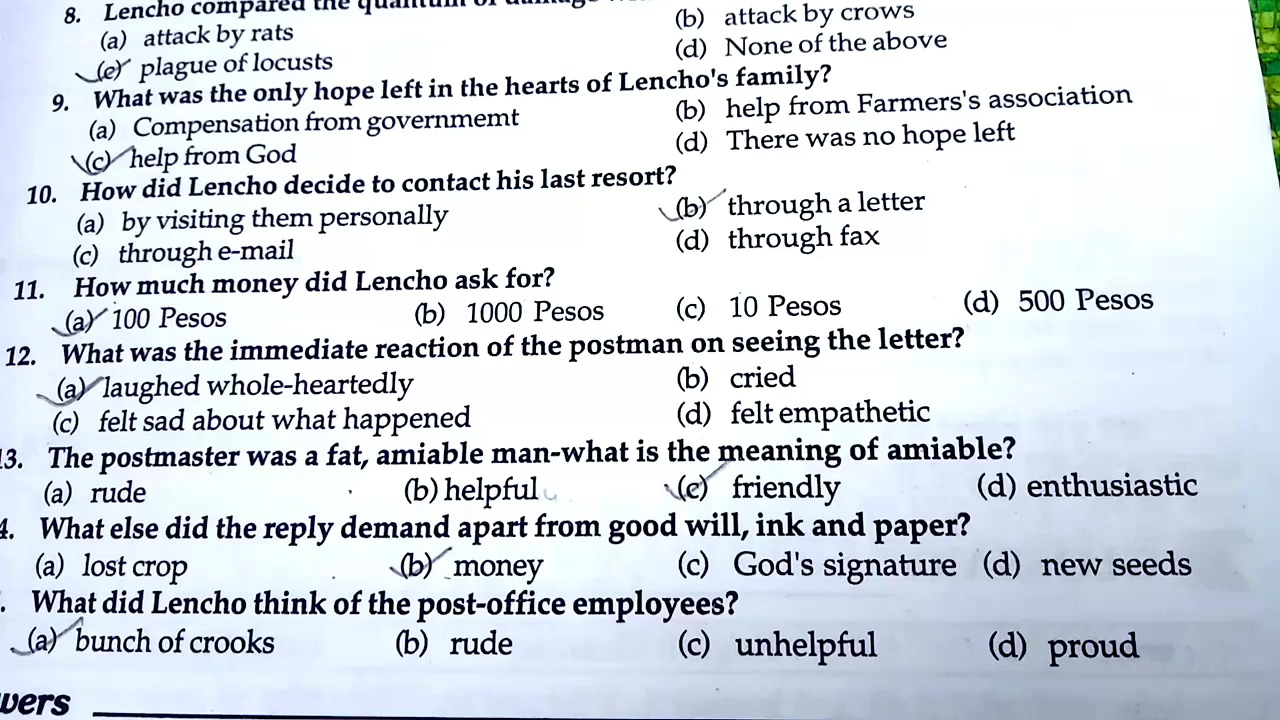 8. Lencho compared the quantum of
(a) attack by rats (b) attack by crows
(c) plague of locusts (d) None of the above
9. What was the only hope left in the hearts of Lencho's family?
(a) Compensation from governmemt (b) help from Farmers's association
(c) help from God (d) There was no hope left
10. How did Lencho decide to contact his last resort?
(a) by visiting them personally (b) through a letter
(c) through e-mail (d) through fax
11. How much money did Lencho ask for?
(a) 100 Pesos (b) 1000 Pesos (c) 10 Pesos (d) 500 Pesos
12. What was the immediate reaction of the postman on seeing the letter?
(a) laughed whole-heartedly (b) cried
(c) felt sad about what happened (d) felt empathetic
3. The postmaster was a fat, amiable man-what is the meaning of amiable?
(a) rude (b) helpful (c) friendly (d) enthusiastic
4. What else did the reply demand apart from good will, ink and paper?
(a) lost crop (b) money (c) God's signature (d) new seeds
. What did Lencho think of the post-office employees?
(a) bunch of crooks (b) rude (c) unhelpful (d) proud
wers